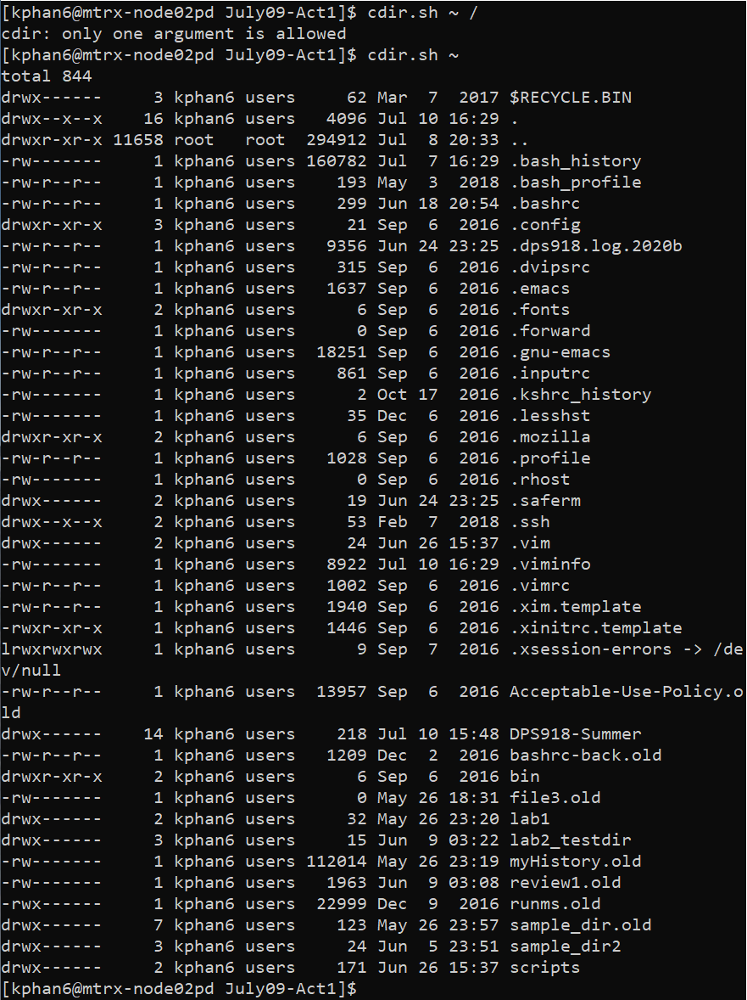 [kphan6@mtrx-node02pd July09-Act1]$ cdir.sh ~ /
cdir: only one argument is allowed
[kphan6@mtrx-node02pd July09-Act1]$ cdir.sh ~
total 844
drwx------     3 kphan6 users     62 Mar  7  2017 $RECYCLE.BIN
drwx--x--x    16 kphan6 users   4096 Jul 10 16:29 .
drwxr-xr-x 11658 root   root  294912 Jul  8 20:33 ..
-rw-------     1 kphan6 users 160782 Jul  7 16:29 .bash_history
-rw-r--r--     1 kphan6 users    193 May  3  2018 .bash_profile
-rw-r--r--     1 kphan6 users    299 Jun 18 20:54 .bashrc
drwxr-xr-x     3 kphan6 users     21 Sep  6  2016 .config
-rw-r--r--     1 kphan6 users   9356 Jun 24 23:25 .dps918.log.2020b
-rw-r--r--     1 kphan6 users    315 Sep  6  2016 .dvipsrc
-rw-r--r--     1 kphan6 users   1637 Sep  6  2016 .emacs
drwxr-xr-x     2 kphan6 users      6 Sep  6  2016 .fonts
-rw-------     1 kphan6 users      0 Sep  6  2016 .forward
-rw-r--r--     1 kphan6 users  18251 Sep  6  2016 .gnu-emacs
-rw-r--r--     1 kphan6 users    861 Sep  6  2016 .inputrc
-rw-------     1 kphan6 users      2 Oct 17  2016 .kshrc_history
-rw-------     1 kphan6 users     35 Dec  6  2016 .lesshst
drwxr-xr-x     2 kphan6 users      6 Sep  6  2016 .mozilla
-rw-r--r--     1 kphan6 users   1028 Sep  6  2016 .profile
-rw-------     1 kphan6 users      0 Sep  6  2016 .rhost
drwx------     2 kphan6 users     19 Jun 24 23:25 .saferm
drwx--x--x     2 kphan6 users     53 Feb  7  2018 .ssh
drwx------     2 kphan6 users     24 Jun 26 15:37 .vim
-rw-------     1 kphan6 users   8922 Jul 10 16:29 .viminfo
-rw-r--r--     1 kphan6 users   1002 Sep  6  2016 .vimrc
-rw-r--r--     1 kphan6 users   1940 Sep  6  2016 .xim.template
-rwxr-xr-x     1 kphan6 users   1446 Sep  6  2016 .xinitrc.template
lrwxrwxrwx     1 kphan6 users      9 Sep  7  2016 .xsession-errors -> /de
v/null
-rw-r--r--     1 kphan6 users  13957 Sep  6  2016 Acceptable-Use-Policy.o
ld
drwx------    14 kphan6 users    218 Jul 10 15:48 DPS918-Summer
-rw-r--r--     1 kphan6 users   1209 Dec  2  2016 bashrc-back.old
drwxr-xr-x     2 kphan6 users      6 Sep  6  2016 bin
-rw-------     1 kphan6 users      0 May 26 18:31 file3.old
drwx------     2 kphan6 users     32 May 26 23:20 lab1
drwx------     3 kphan6 users     15 Jun  9 03:22 lab2_testdir
-rw-------     1 kphan6 users 112014 May 26 23:19 myHistory.old
-rw-------     1 kphan6 users   1963 Jun  9 03:08 review1.old
-rwx------     1 kphan6 users  22999 Dec  9  2016 runms.old
drwx------     7 kphan6 users    123 May 26 23:57 sample_dir.old
drwx------     3 kphan6 users     24 Jun  5 23:51 sample_dir2
drwx------     2 kphan6 users    171 Jun 26 15:37 scripts
[kphan6@mtrx-node02pd July09-Act1]$